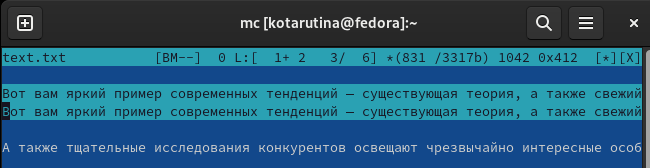 mc [kotarutina@fedora]:~
text.txt [BM--] 0 L:[ 1+ 2 3/ 6] *(831 /3317b) 1042 0x412 [*][X]
Вот вам яркий пример современных тенденций — существующая теория, а также свежий
Вот вам яркий пример современных тенденций — существующая теория, а также свежий
А также тщательные исследования конкурентов освещают чрезвычайно интересные особ